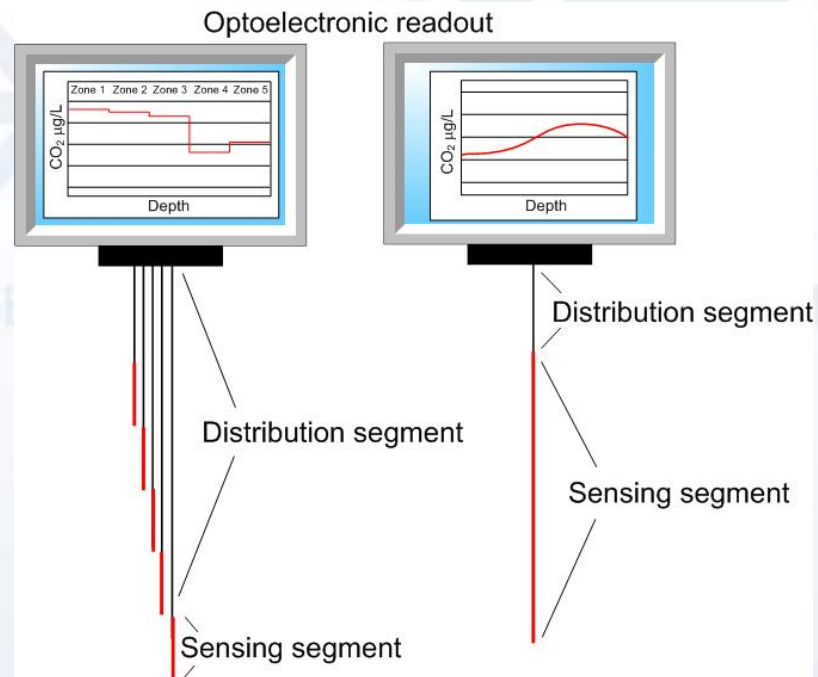 Optoelectronic readout
Zone 1 Zone 2 Zone 3 Zone 4 Zone 5
CO₂ µg/L
Depth
CO₂ µg/L
Depth
Distribution segment
Distribution segment
Sensing segment
Sensing segment